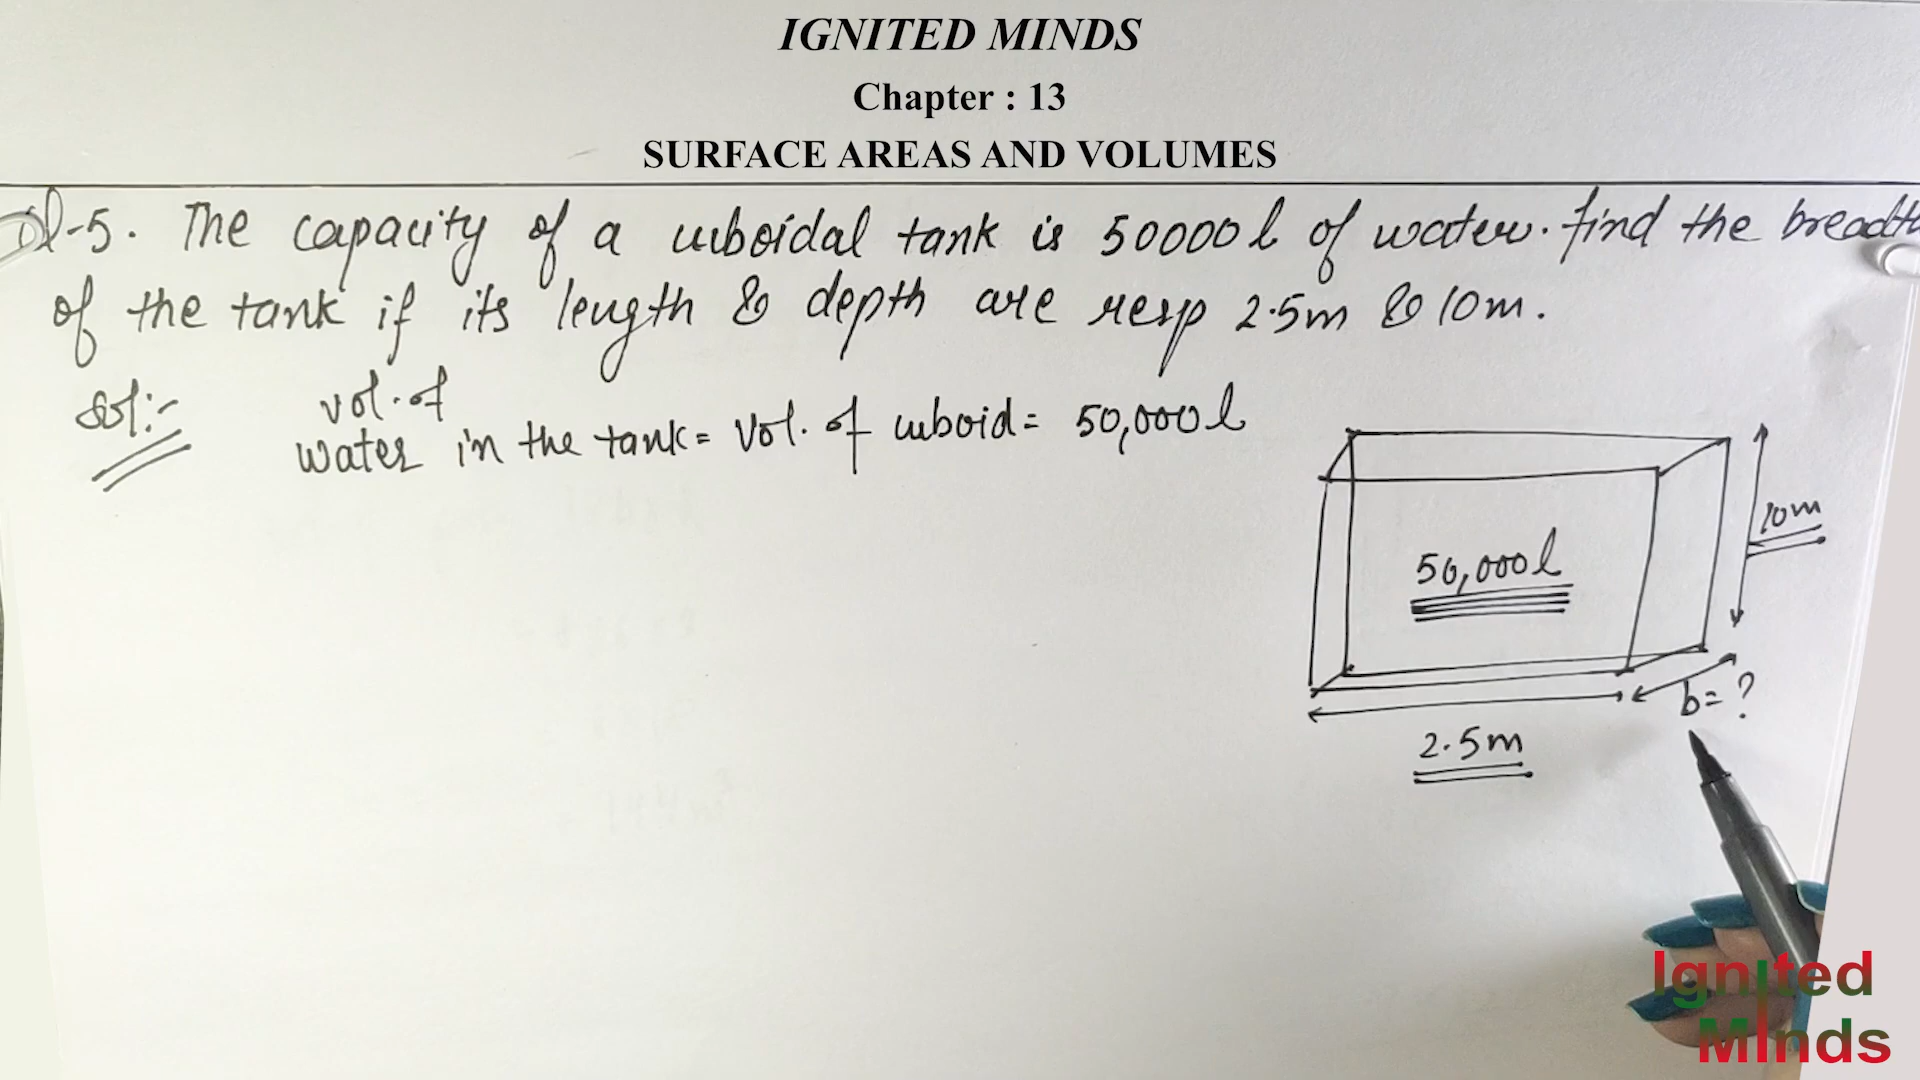 IGNITED MINDS
Chapter : 13
SURFACE AREAS AND VOLUMES
Q-5. The capacity of a cuboidal tank is 50000 l of water. find the breadth
of the tank if its length & depth are resp 2.5m & 10m.
Sol:-
vol. of
water in the tank = Vol. of cuboid = 50,000 l
10m
50,000 l
b = ?
2.5m
Ignited
Minds